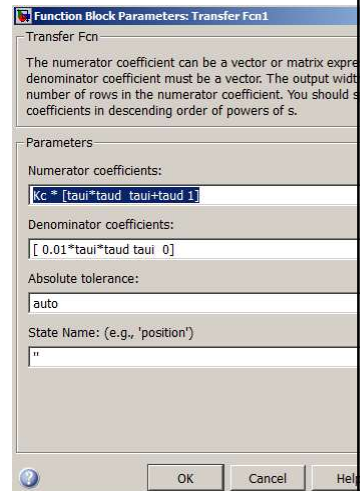 Function Block Parameters: Transfer Fcn1
Transfer Fcn
The numerator coefficient can be a vector or matrix expre
denominator coefficient must be a vector. The output widt
number of rows in the numerator coefficient. You should s
coefficients in descending order of powers of s.
Parameters
Numerator coefficients:
Kc * [taui*taud  taui+taud 1]
Denominator coefficients:
[ 0.01*taui*taud taui  0]
Absolute tolerance:
auto
State Name: (e.g., 'position')
''
OK Cancel Help